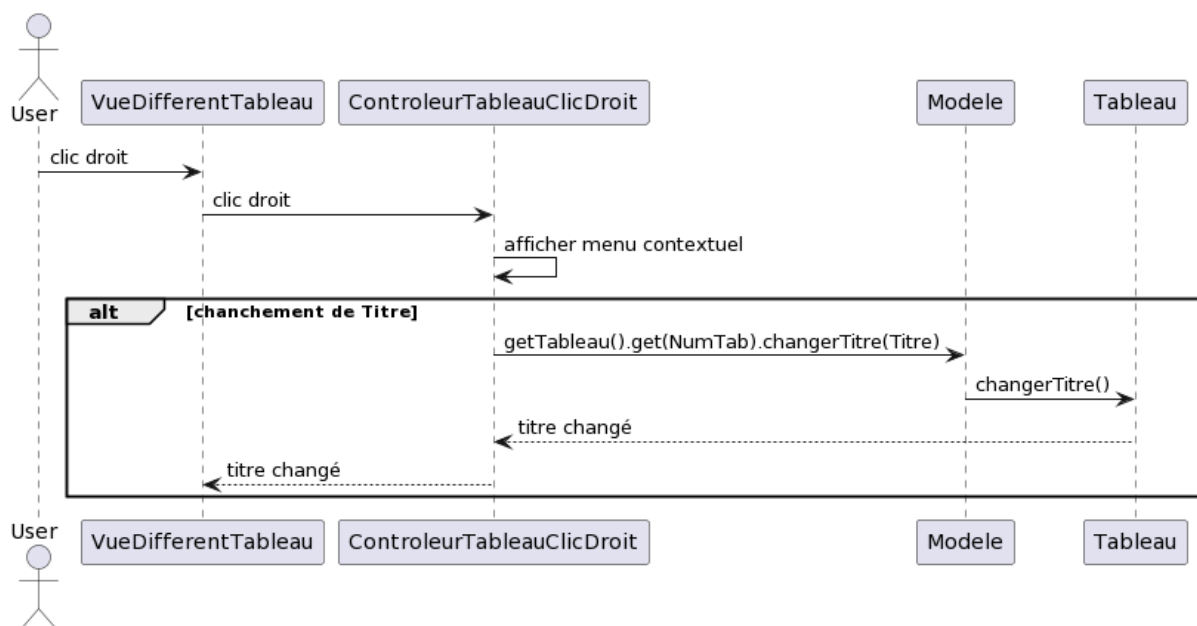 User
VueDifferentTableau
ControleurTableauClicDroit
Modele
Tableau
clic droit
clic droit
afficher menu contextuel
alt
[chanchement de Titre]
getTableau().get(NumTab).changerTitre(Titre)
changerTitre()
titre changé
titre changé
User
VueDifferentTableau
ControleurTableauClicDroit
Modele
Tableau